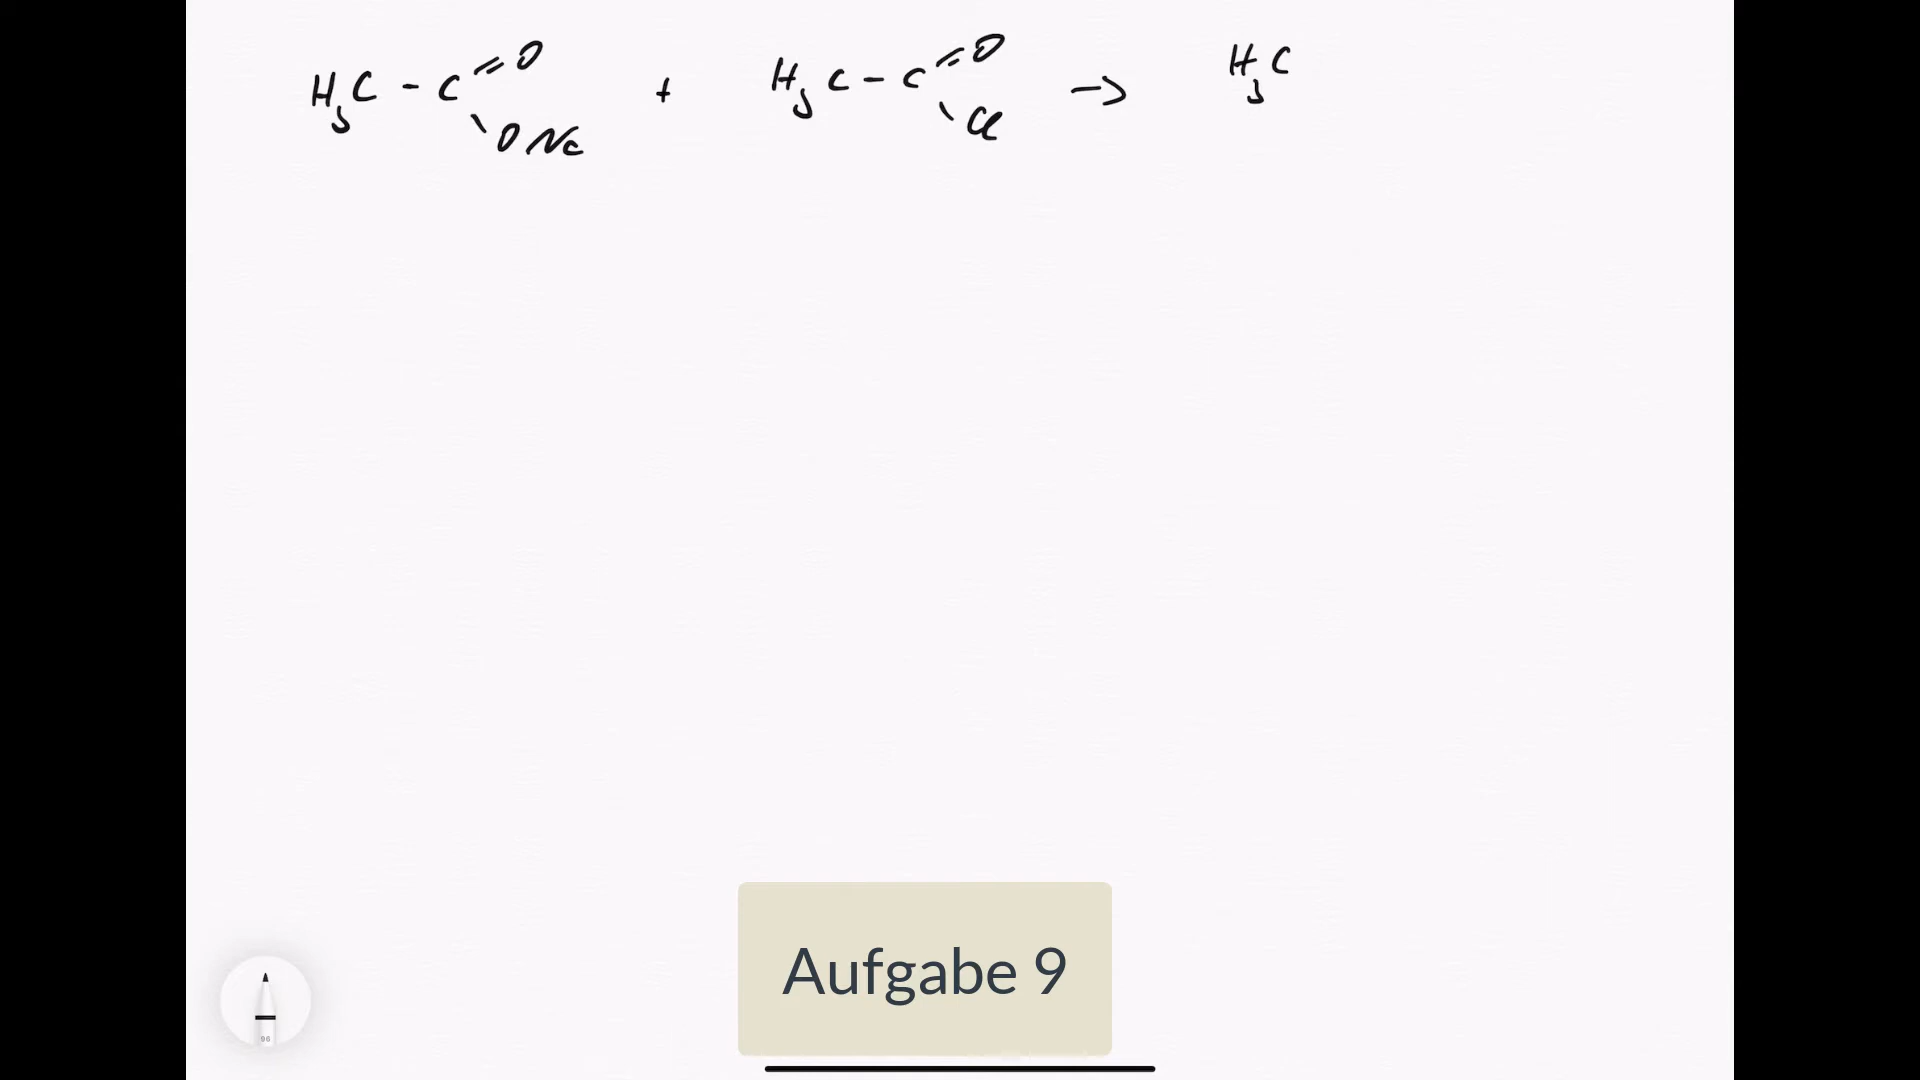 H₃C - C =O \ ONa + H₃C - C =O \ Cl → H₃C
Aufgabe 9